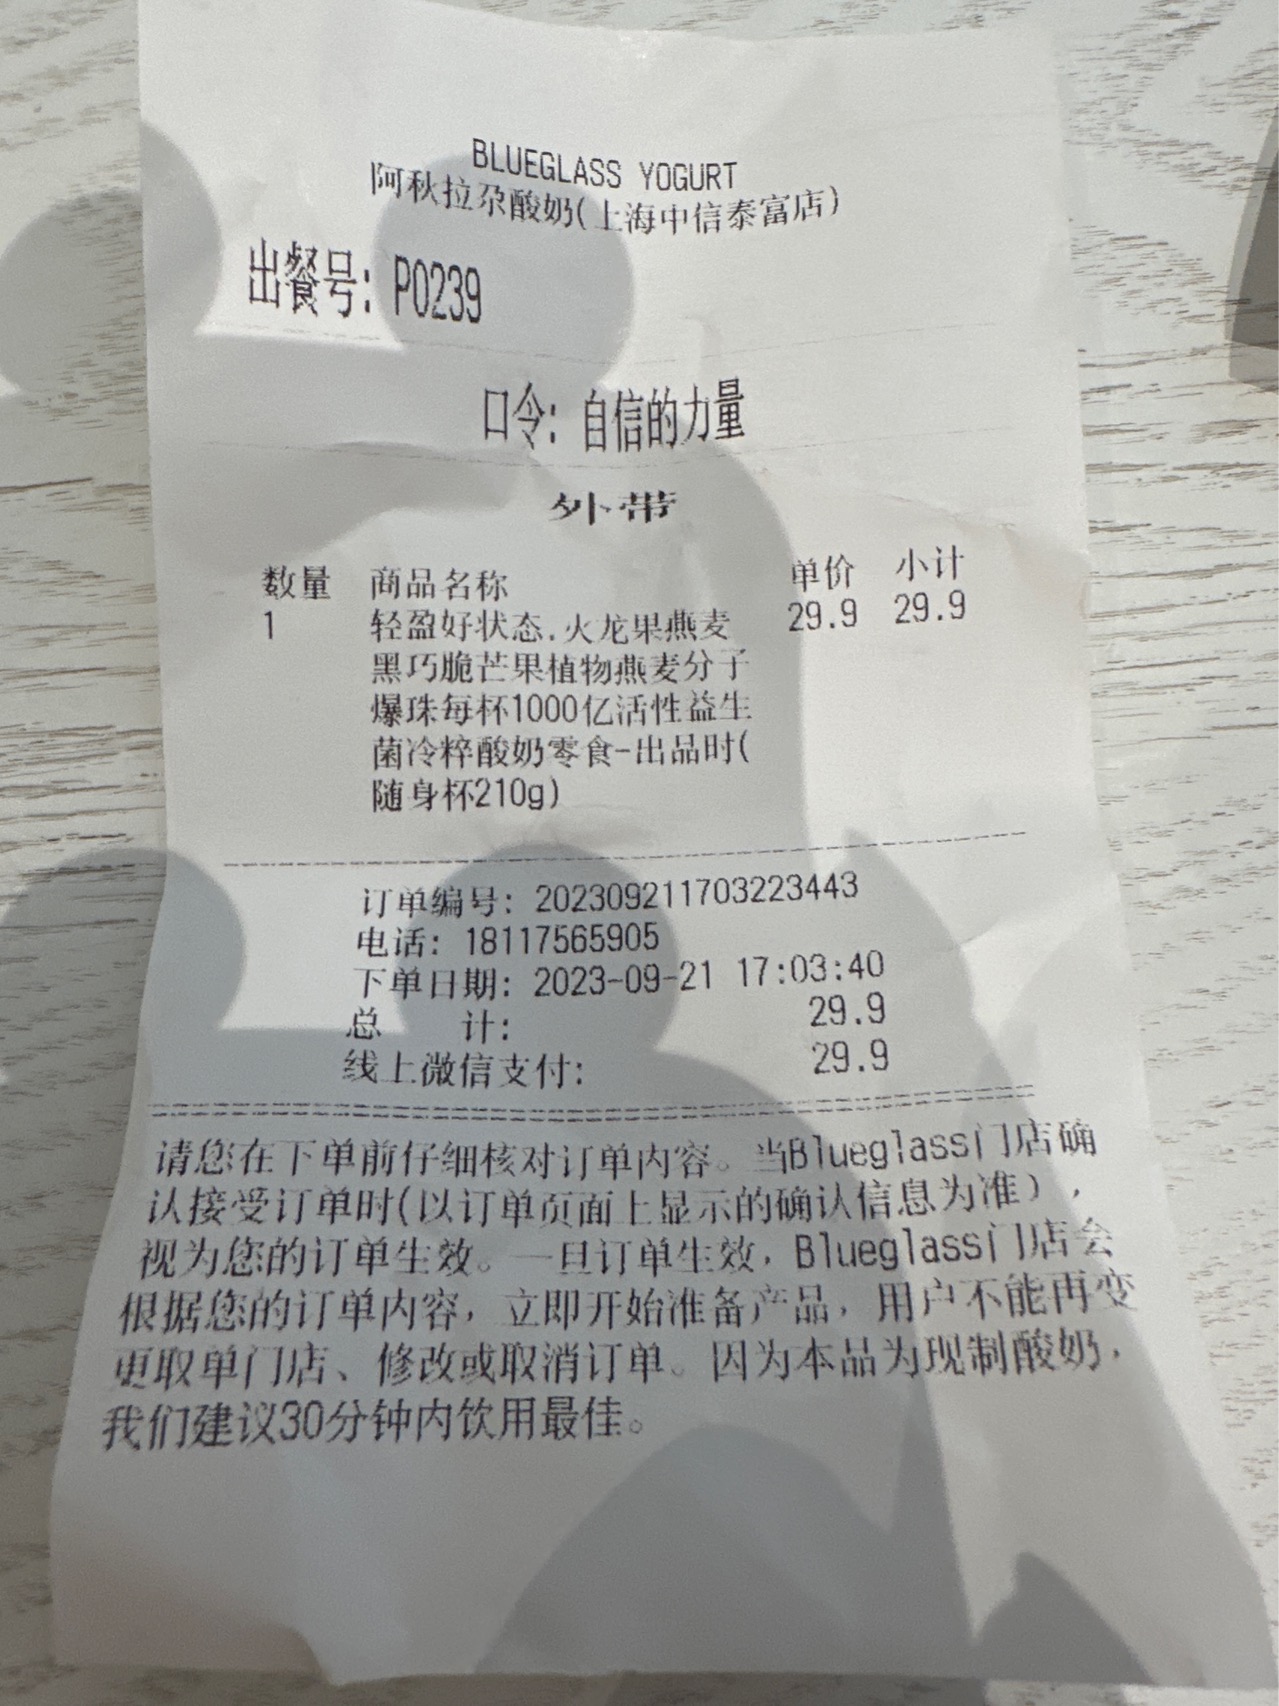 BLUEGLASS YOGURT
阿秋拉尕酸奶(上海中信泰富店)
出餐号: P0239
口令: 自信的力量
外带
数量 商品名称 单价 小计
1 轻盈好状态.火龙果燕麦 29.9 29.9
黑巧脆芒果植物燕麦分子
爆珠每杯1000亿活性益生
菌冷粹酸奶零食-出品时(
随身杯210g)
订单编号: 202309211703223443
电话: 18117565905
下单日期: 2023-09-21 17:03:40
总 计: 29.9
线上微信支付: 29.9
请您在下单前仔细核对订单内容。当Blueglass门店确
认接受订单时(以订单页面上显示的确认信息为准),
视为您的订单生效。一旦订单生效, Blueglass门店会
根据您的订单内容, 立即开始准备产品, 用户不能再变
更取单门店、修改或取消订单。因为本品为现制酸奶,
我们建议30分钟内饮用最佳。